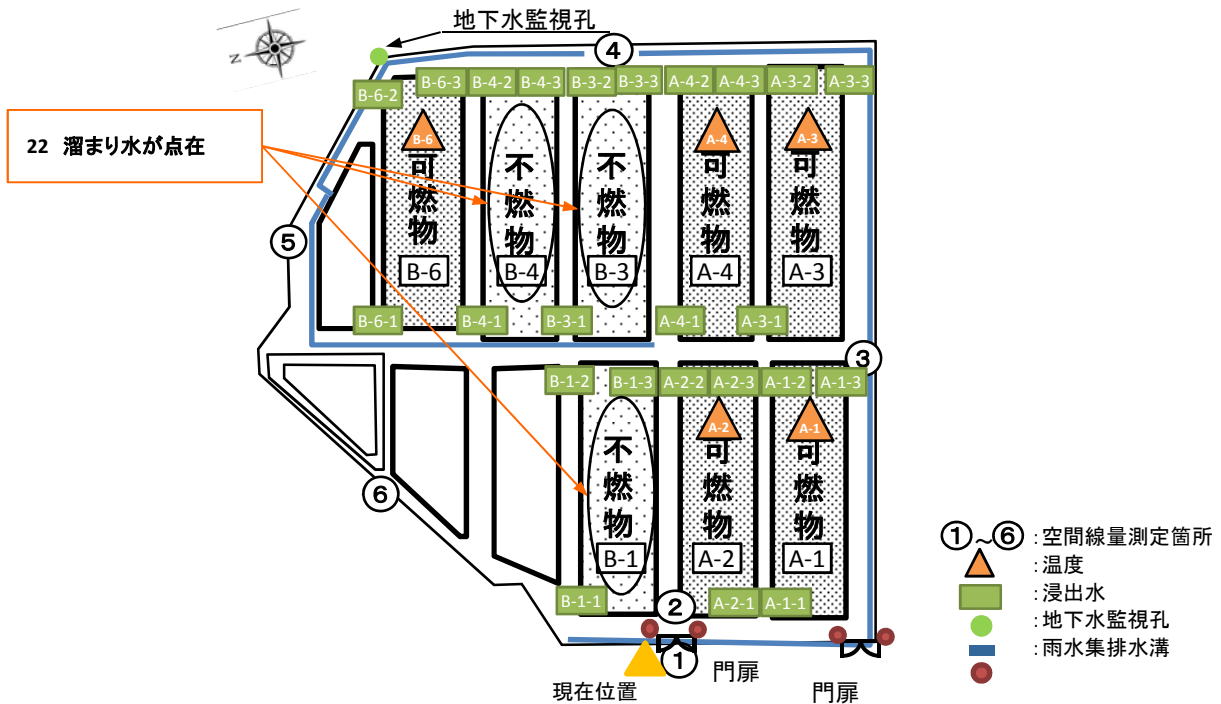 地下水監視孔
N
④
B-6-3 B-4-2 B-4-3 B-3-2 B-3-3 A-4-2 A-4-3 A-3-2 A-3-3
B-6-2
22 溜まり水が点在
B-6
A-4
A-3
可燃物
不燃物
不燃物
可燃物
可燃物
⑤
B-6
B-4
B-3
A-4
A-3
B-6-1 B-4-1 B-3-1 A-4-1 A-3-1
③
B-1-2 B-1-3 A-2-2 A-2-3 A-1-2 A-1-3
A-2
A-1
不燃物
可燃物
可燃物
⑥
B-1
A-2
A-1
B-1-1 A-2-1 A-1-1
②
①
現在位置
門扉
門扉
①~⑥:空間線量測定箇所
:温度
:浸出水
:地下水監視孔
:雨水集排水溝